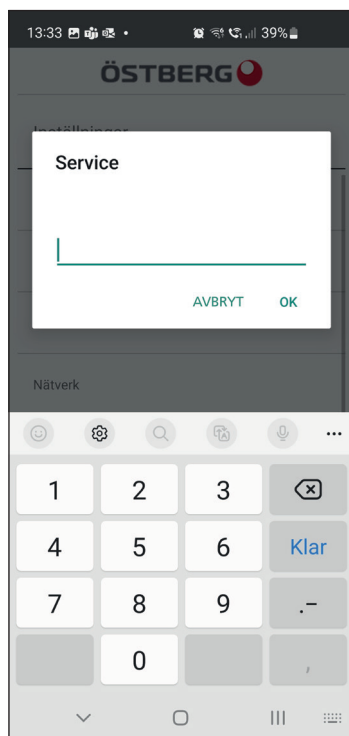 13:33 39%
ÖSTBERG
Inställningar
Service
AVBRYT OK
Nätverk
1 2 3
4 5 6 Klar
7 8 9 .-
0 ,